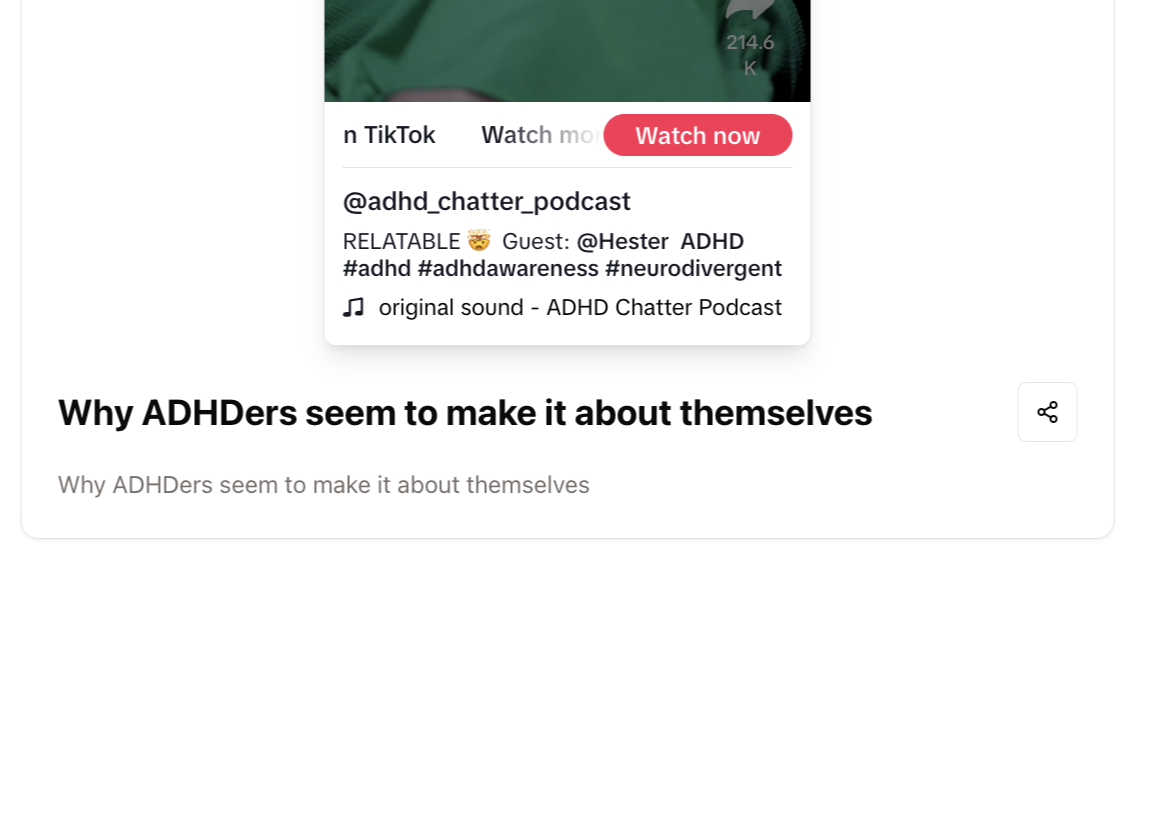 214.6
K
n TikTok Watch mo Watch now
@adhd_chatter_podcast
RELATABLE 🤯 Guest: @Hester ADHD
#adhd #adhdawareness #neurodivergent
original sound - ADHD Chatter Podcast
Why ADHDers seem to make it about themselves
Why ADHDers seem to make it about themselves